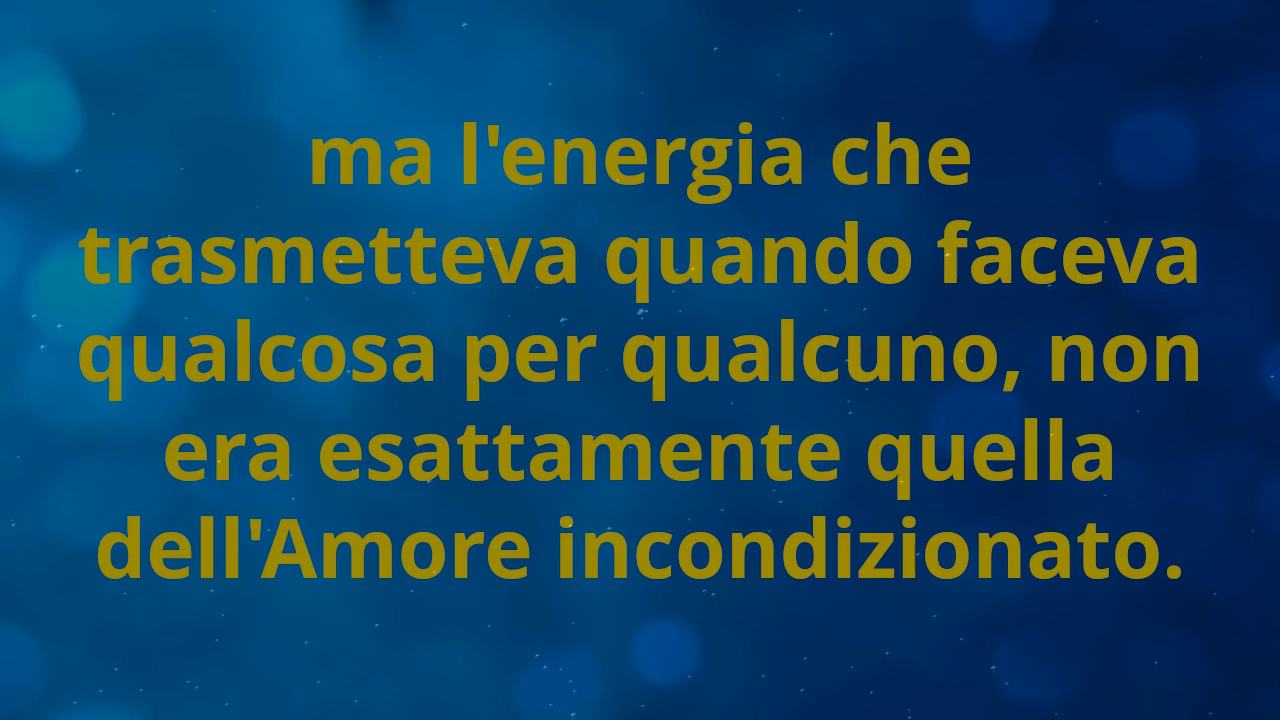 ma l'energia che
trasmetteva quando faceva
qualcosa per qualcuno, non
era esattamente quella
dell'Amore incondizionato.